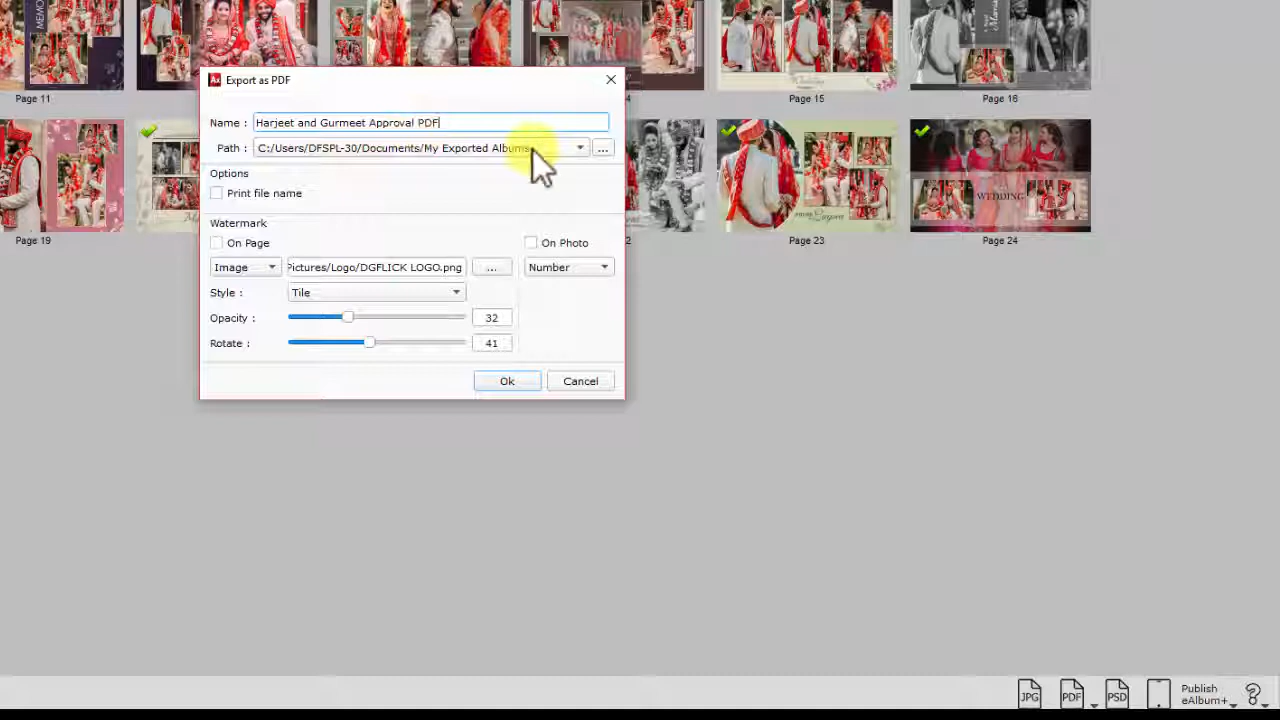 Page 11
4
Page 15
Page 16
Export as PDF
Name : Harjeet and Gurmeet Approval PDF
Path : C:/Users/DFSPL-30/Documents/My Exported Albums ...
Options
Print file name
WEDDING
Page 19
2
Page 23
Page 24
Watermark
On Page On Photo
Image Pictures/Logo/DGFLICK LOGO.png ... Number
Style : Tile
Opacity : 32
Rotate : 41
Ok Cancel
JPG PDF PSD Publish
eAlbum+ ?